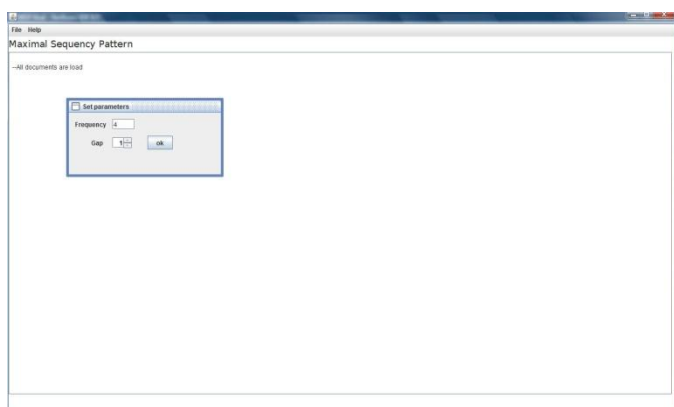 File Help
Maximal Sequency Pattern
--All documents are load
Set parameters
Frequency 4
Gap 1 ok